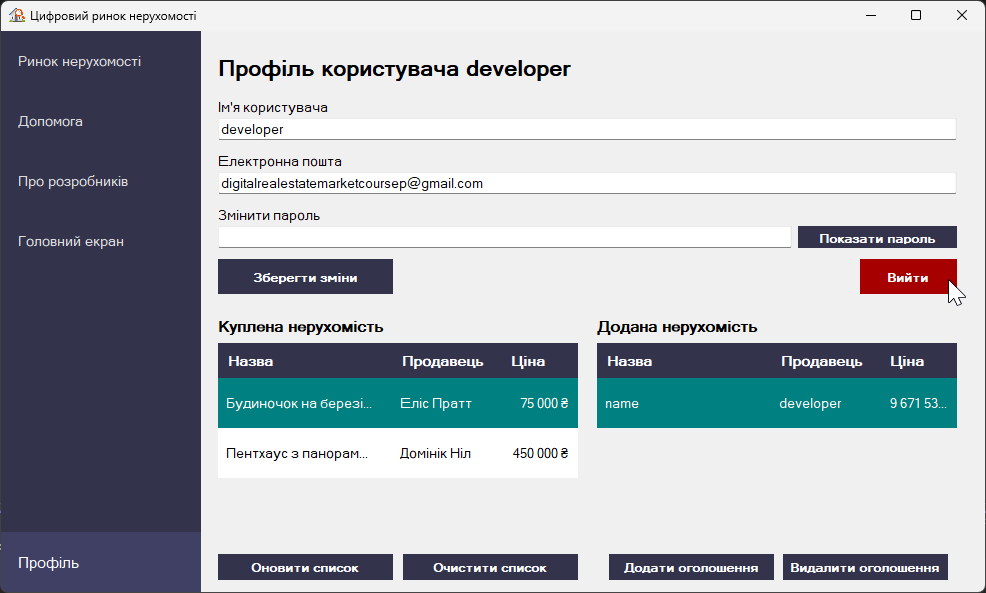 Цифровий ринок нерухомості
Ринок нерухомості
Допомога
Про розробників
Головний екран
Профіль
Профіль користувача developer
Ім'я користувача
developer
Електронна пошта
digitalrealestatemarketcoursep@gmail.com
Змінити пароль
Показати пароль
Зберегти зміни
Вийти
Куплена нерухомість
Назва Продавець Ціна
Будиночок на березі... Еліс Пратт 75 000 ₴
Пентхаус з панорам... Домінік Ніл 450 000 ₴
Додана нерухомість
Назва Продавець Ціна
name developer 9 671 53...
Оновити список
Очистити список
Додати оголошення
Видалити оголошення